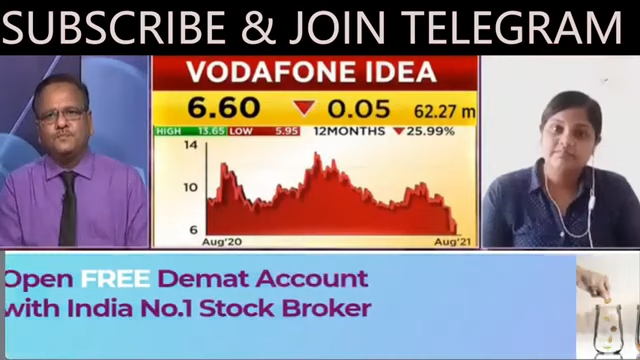 SUBSCRIBE & JOIN TELEGRAM
VODAFONE IDEA
6.60 ▼ 0.05 62.27 m
HIGH 13.65 LOW 5.95 12MONTHS ▼25.99%
14
10
6
Aug'20 Aug'21
Open FREE Demat Account
with India No.1 Stock Broker